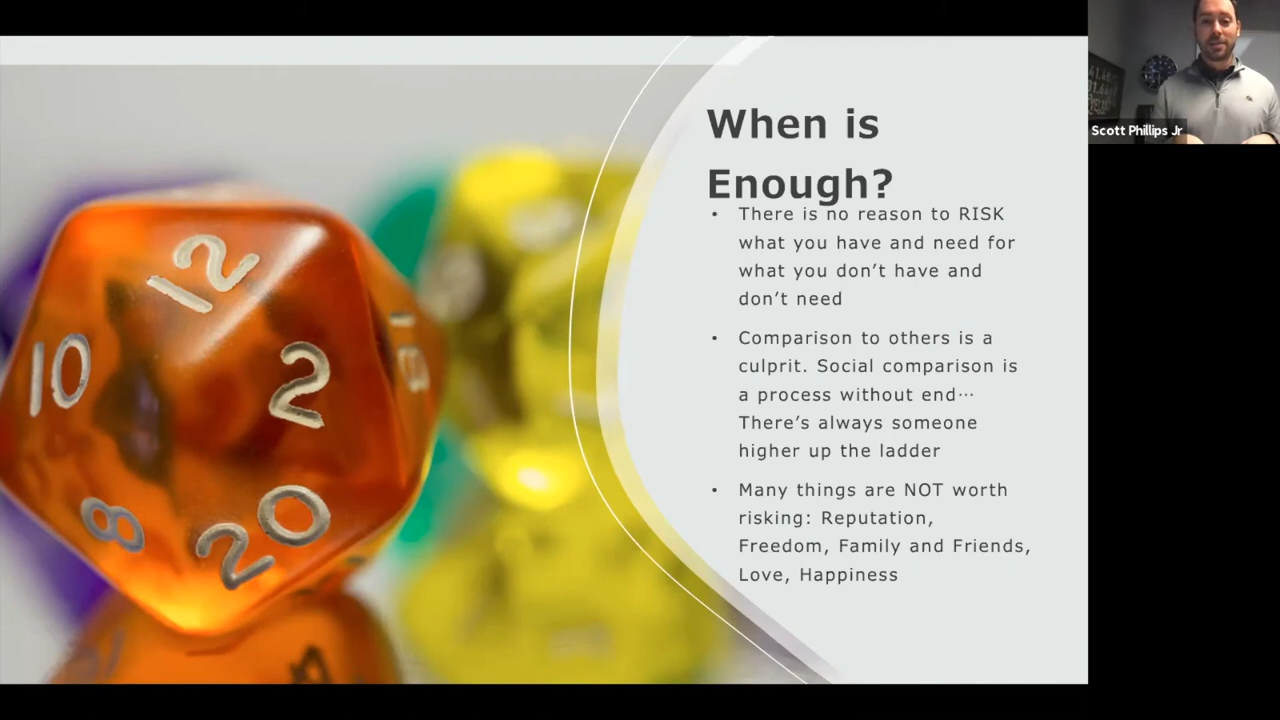 When is
Enough?
• There is no reason to RISK
what you have and need for
what you don’t have and
don’t need
• Comparison to others is a
culprit. Social comparison is
a process without end…
There’s always someone
higher up the ladder
• Many things are NOT worth
risking: Reputation,
Freedom, Family and Friends,
Love, Happiness
12
10
2
8
20
Scott Phillips Jr